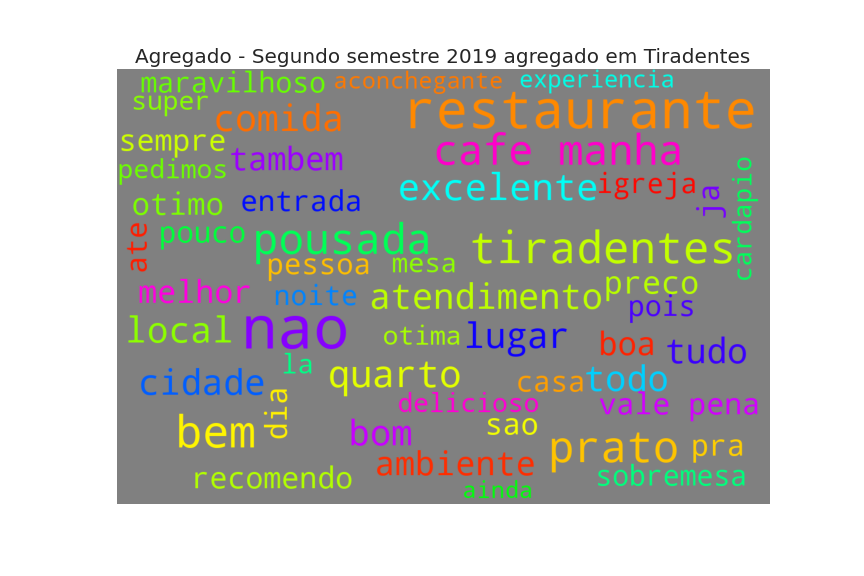 Agregado - Segundo semestre 2019 agregado em Tiradentes
maravilhoso
aconchegante
experiencia
super
comida
restaurante
sempre
tambem
cafe manha
pedimos
excelente
igreja
ja
cardapio
otimo
entrada
ate
pouco
pousada
tiradentes
pessoa
mesa
melhor
noite
atendimento
preco
pois
local
nao
otima
lugar
boa
tudo
la
cidade
quarto
casa
todo
dia
delicioso
vale pena
bem
bom
sao
prato
pra
ambiente
recomendo
sobremesa
ainda